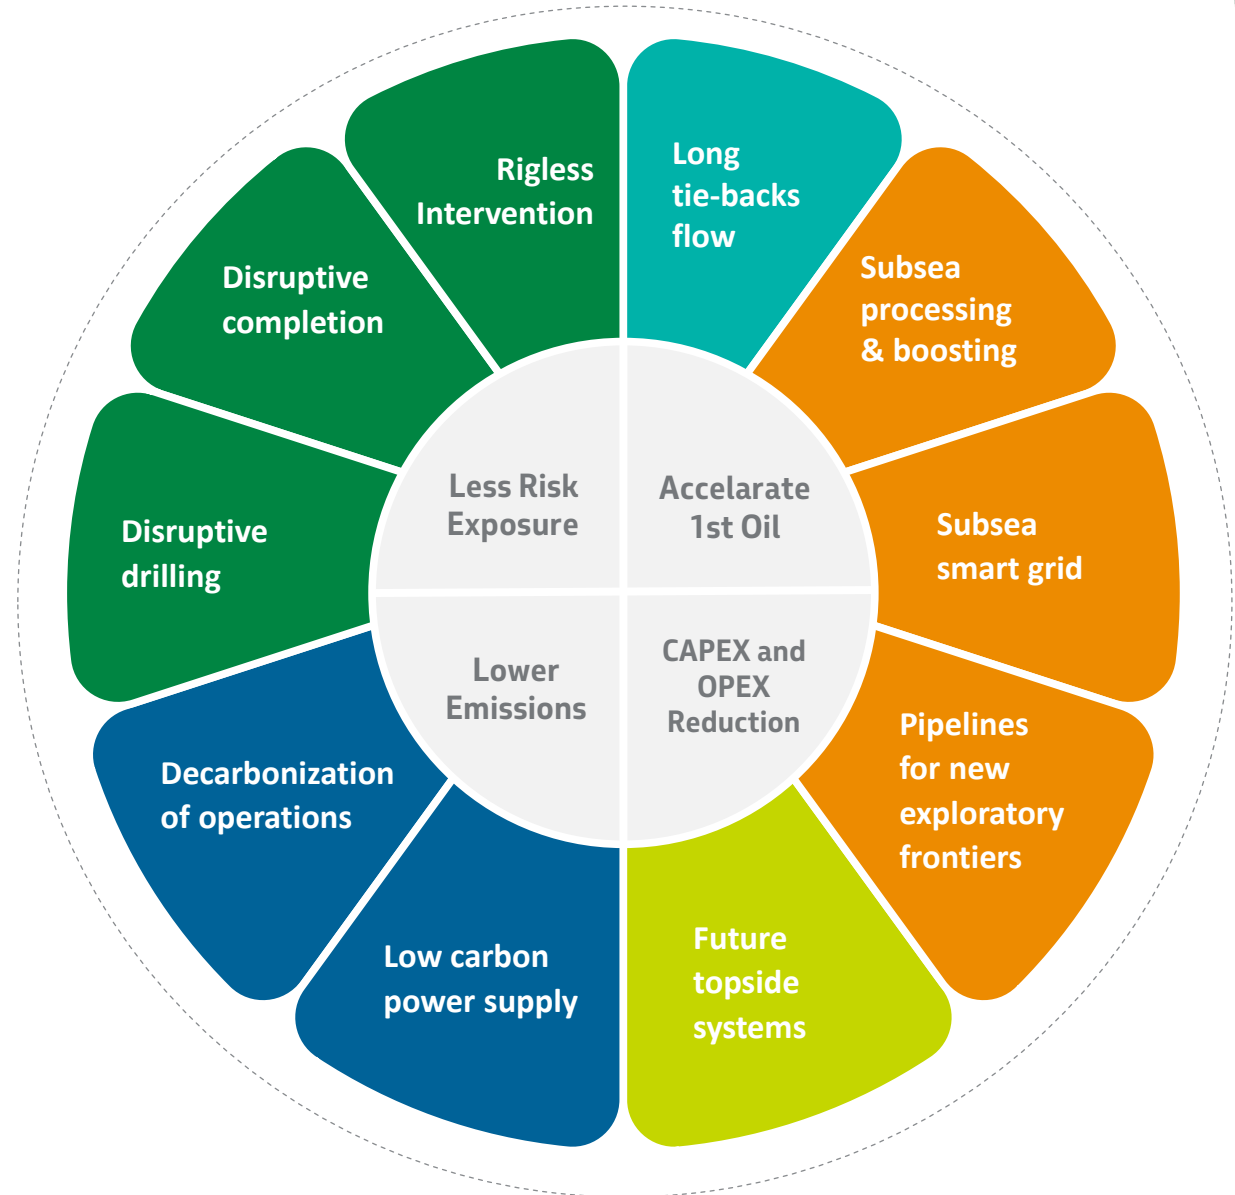 Rigless
Intervention
Long
tie-backs
flow
Disruptive
completion
Subsea
processing
& boosting
Disruptive
drilling
Subsea
smart grid
Less Risk
Exposure
Accelarate
1st Oil
Lower
Emissions
CAPEX and
OPEX
Reduction
Decarbonization
of operations
Pipelines
for new
exploratory
frontiers
Low carbon
power supply
Future
topside
systems